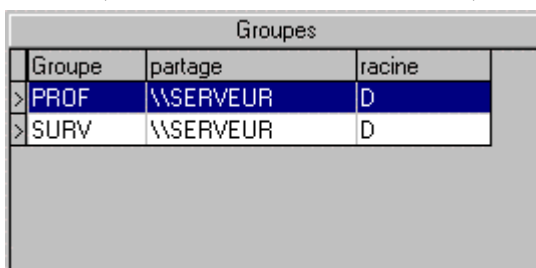 Groupes
Groupe partage racine
> PROF \\SERVEUR D
> SURV \\SERVEUR D